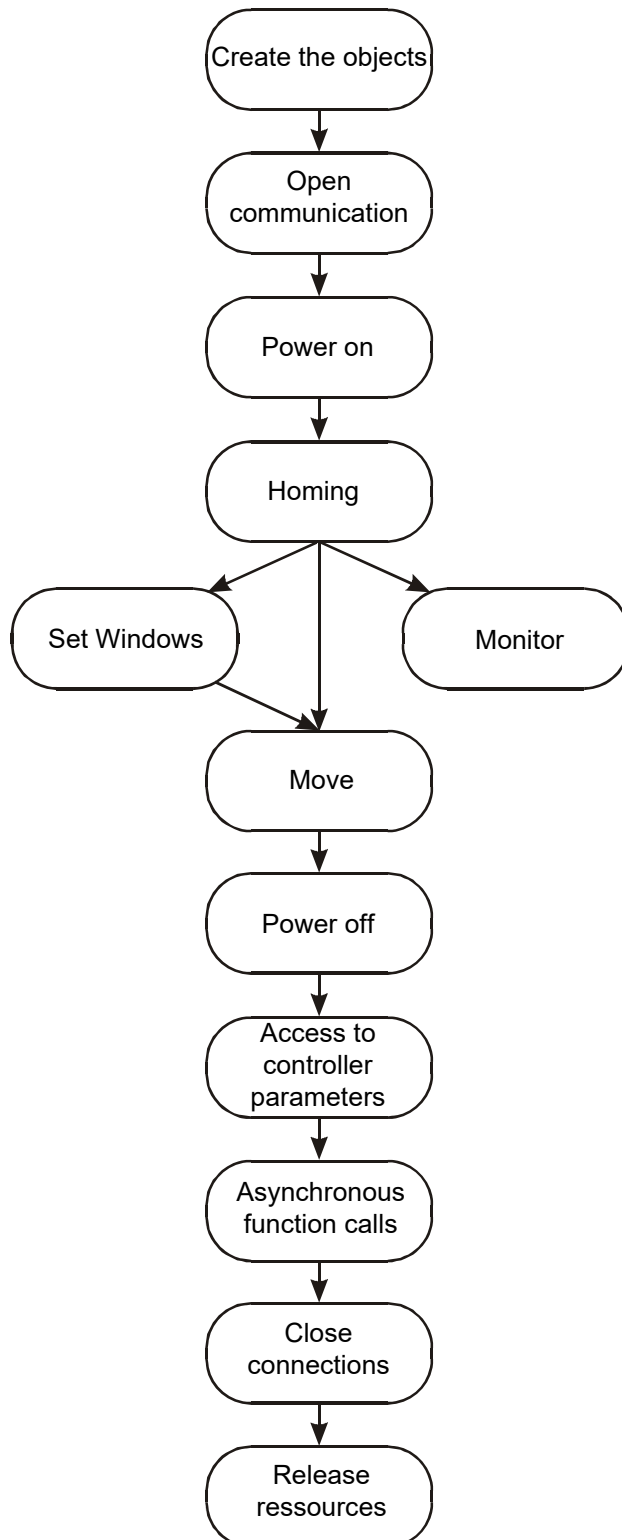 Create the objects
Open
communication
Power on
Homing
Set Windows
Monitor
Move
Power off
Access to
controller
parameters
Asynchronous
function calls
Close
connections
Release
ressources